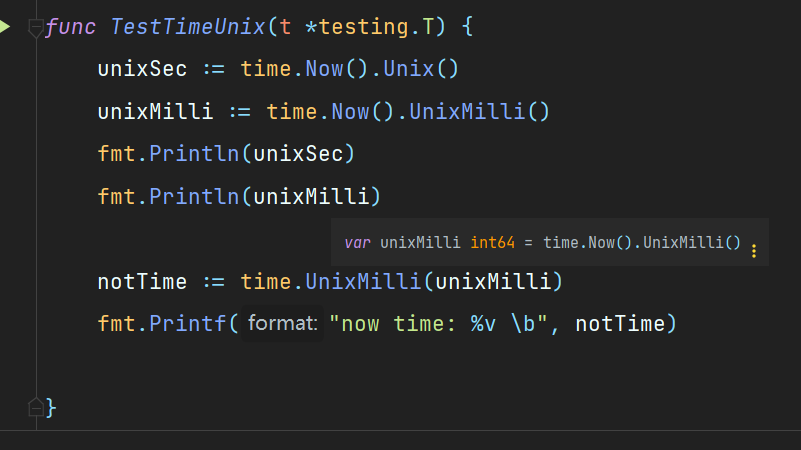 func TestTimeUnix(t *testing.T) {
unixSec := time.Now().Unix()
unixMilli := time.Now().UnixMilli()
fmt.Println(unixSec)
fmt.Println(unixMilli)
var unixMilli int64 = time.Now().UnixMilli()
notTime := time.UnixMilli(unixMilli)
fmt.Printf( format: "now time: %v \b", notTime)
}